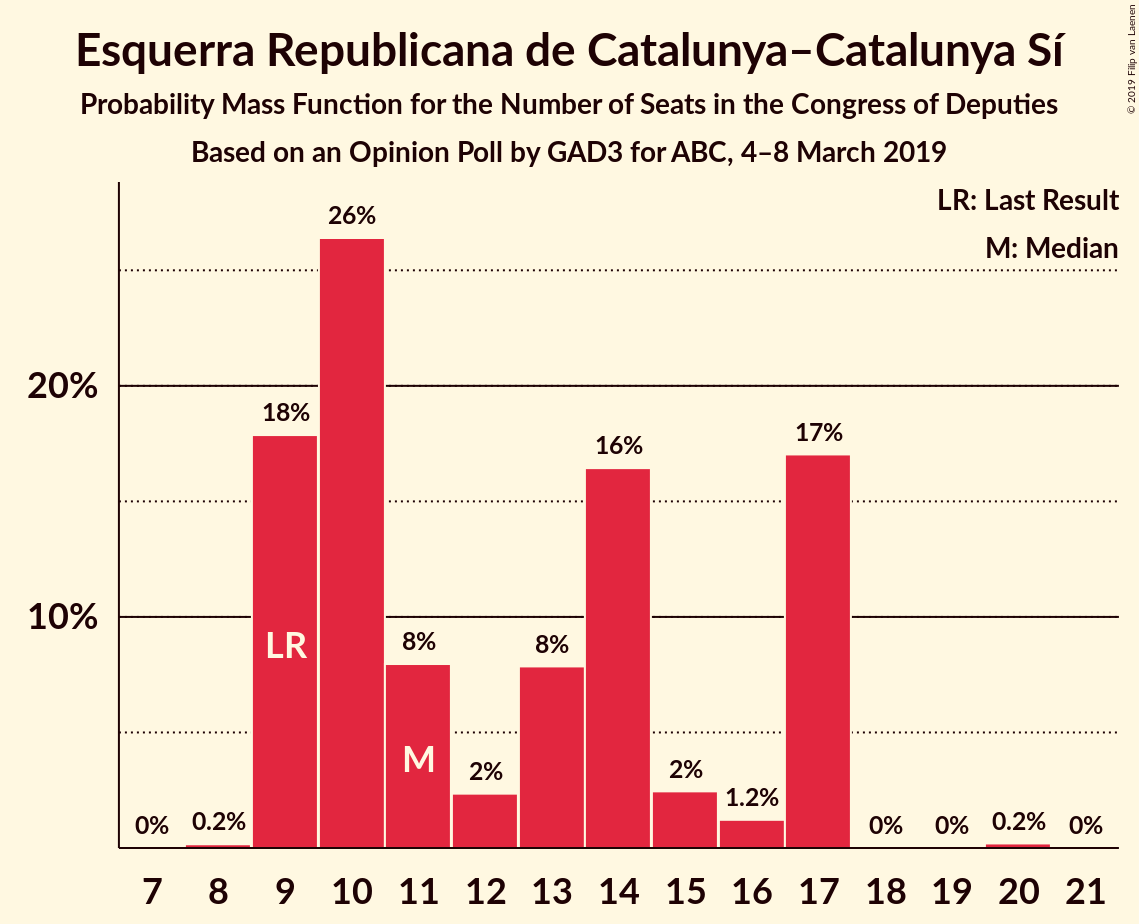 Esquerra Republicana de Catalunya–Catalunya Sí
Probability Mass Function for the Number of Seats in the Congress of Deputies
Based on an Opinion Poll by GAD3 for ABC, 4–8 March 2019
© 2019 Filip van Laenen
LR: Last Result
M: Median
26%
20%
18%
17%
16%
10%
LR
8%
8%
M
2%
2%
1.2%
0%
0.2%
0%
0%
0.2%
0%
7 8 9 10 11 12 13 14 15 16 17 18 19 20 21